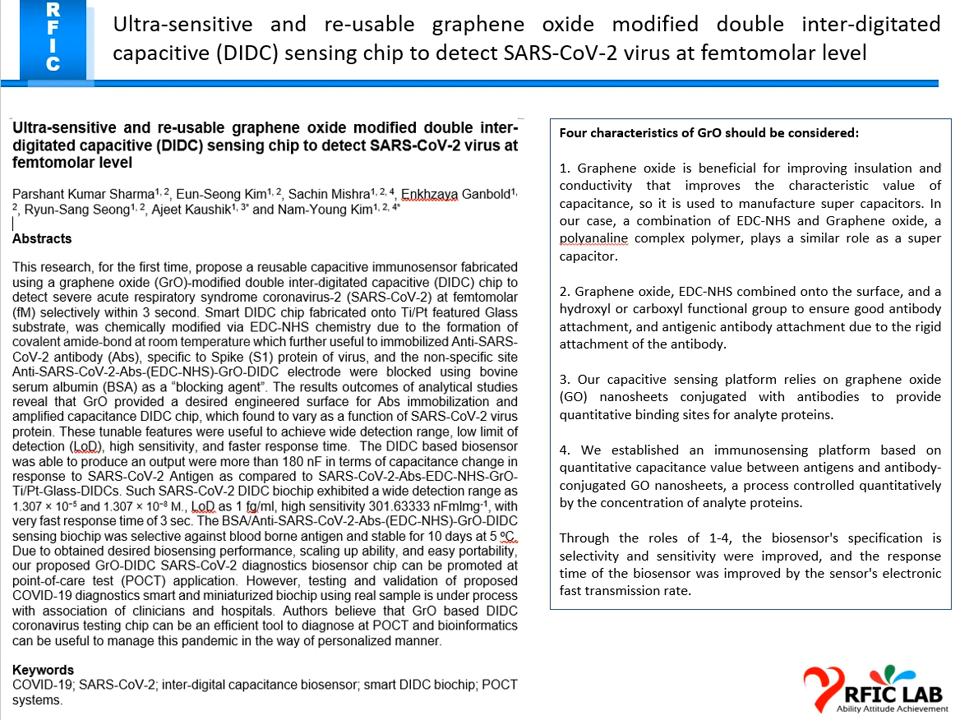 R
F
I
C
Ultra-sensitive and re-usable graphene oxide modified double inter-digitated
capacitive (DIDC) sensing chip to detect SARS-CoV-2 virus at femtomolar level
Ultra-sensitive and re-usable graphene oxide modified double inter-
digitated capacitive (DIDC) sensing chip to detect SARS-CoV-2 virus at
femtomolar level
Parshant Kumar Sharma¹˒ ², Eun-Seong Kim¹˒ ², Sachin Mishra¹˒ ²˒ ⁴, Enkhzaya Ganbold¹˒
², Ryun-Sang Seong¹˒ ², Ajeet Kaushik¹˒ ³* and Nam-Young Kim¹˒ ²˒ ⁴*
Abstracts
This research, for the first time, propose a reusable capacitive immunosensor fabricated
using a graphene oxide (GrO)-modified double inter-digitated capacitive (DIDC) chip to
detect severe acute respiratory syndrome coronavirus-2 (SARS-CoV-2) at femtomolar
(fM) selectively within 3 second. Smart DIDC chip fabricated onto Ti/Pt featured Glass
substrate, was chemically modified via EDC-NHS chemistry due to the formation of
covalent amide-bond at room temperature which further useful to immobilized Anti-SARS-
CoV-2 antibody (Abs), specific to Spike (S1) protein of virus, and the non-specific site
Anti-SARS-CoV-2-Abs-(EDC-NHS)-GrO-DIDC electrode were blocked using bovine
serum albumin (BSA) as a “blocking agent”. The results outcomes of analytical studies
reveal that GrO provided a desired engineered surface for Abs immobilization and
amplified capacitance DIDC chip, which found to vary as a function of SARS-CoV-2 virus
protein. These tunable features were useful to achieve wide detection range, low limit of
detection (LoD), high sensitivity, and faster response time. The DIDC based biosensor
was able to produce an output were more than 180 nF in terms of capacitance change in
response to SARS-CoV-2 Antigen as compared to SARS-CoV-2-Abs-EDC-NHS-GrO-
Ti/Pt-Glass-DIDCs. Such SARS-CoV-2 DIDC biochip exhibited a wide detection range as
1.307 × 10⁻⁵ and 1.307 × 10⁻⁸ M., LoD as 1 fg/ml, high sensitivity 301.63333 nFmlmg⁻¹, with
very fast response time of 3 sec. The BSA/Anti-SARS-CoV-2-Abs-(EDC-NHS)-GrO-DIDC
sensing biochip was selective against blood borne antigen and stable for 10 days at 5 ºC.
Due to obtained desired biosensing performance, scaling up ability, and easy portability,
our proposed GrO-DIDC SARS-CoV-2 diagnostics biosensor chip can be promoted at
point-of-care test (POCT) application. However, testing and validation of proposed
COVID-19 diagnostics smart and miniaturized biochip using real sample is under process
with association of clinicians and hospitals. Authors believe that GrO based DIDC
coronavirus testing chip can be an efficient tool to diagnose at POCT and bioinformatics
can be useful to manage this pandemic in the way of personalized manner.
Keywords
COVID-19; SARS-CoV-2; inter-digital capacitance biosensor; smart DIDC biochip; POCT
systems.
Four characteristics of GrO should be considered:
1. Graphene oxide is beneficial for improving insulation and
conductivity that improves the characteristic value of
capacitance, so it is used to manufacture super capacitors. In
our case, a combination of EDC-NHS and Graphene oxide, a
polyanaline complex polymer, plays a similar role as a super
capacitor.
2. Graphene oxide, EDC-NHS combined onto the surface, and a
hydroxyl or carboxyl functional group to ensure good antibody
attachment, and antigenic antibody attachment due to the rigid
attachment of the antibody.
3. Our capacitive sensing platform relies on graphene oxide
(GO) nanosheets conjugated with antibodies to provide
quantitative binding sites for analyte proteins.
4. We established an immunosensing platform based on
quantitative capacitance value between antigens and antibody-
conjugated GO nanosheets, a process controlled quantitatively
by the concentration of analyte proteins.
Through the roles of 1-4, the biosensor's specification is
selectivity and sensitivity were improved, and the response
time of the biosensor was improved by the sensor's electronic
fast transmission rate.
RFIC LAB
Ability Attitude Achievement